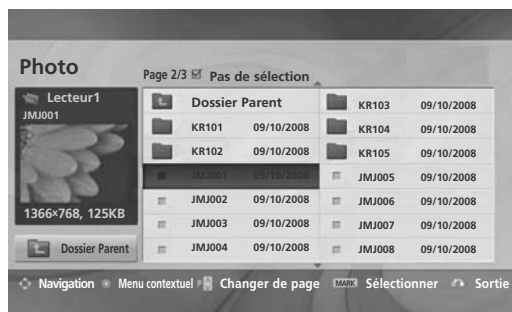 Photo
Page 2/3 Pas de sélection
Lecteur1
JMJ001
1366×768, 125KB
Dossier Parent
Dossier Parent
KR101 09/10/2008
KR102 09/10/2008
JMJ001 09/10/2008
JMJ002 09/10/2008
JMJ003 09/10/2008
JMJ004 09/10/2008
KR103 09/10/2008
KR104 09/10/2008
KR105 09/10/2008
JMJ005 09/10/2008
JMJ006 09/10/2008
JMJ007 09/10/2008
JMJ008 09/10/2008
Navigation Menu contextuel P Changer de page MARK Sélectionner Sortie